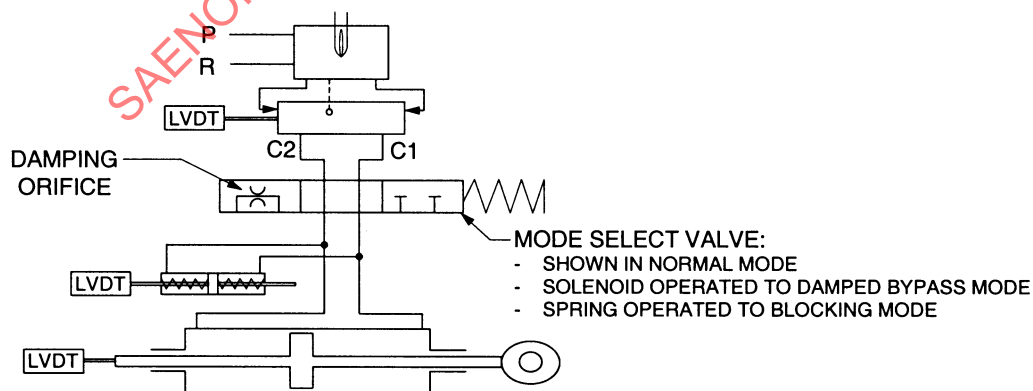 SAENOR
P
R
LVDT
C2
C1
DAMPING
ORIFICE
MODE SELECT VALVE:
- SHOWN IN NORMAL MODE
- SOLENOID OPERATED TO DAMPED BYPASS MODE
- SPRING OPERATED TO BLOCKING MODE
LVDT
LVDT